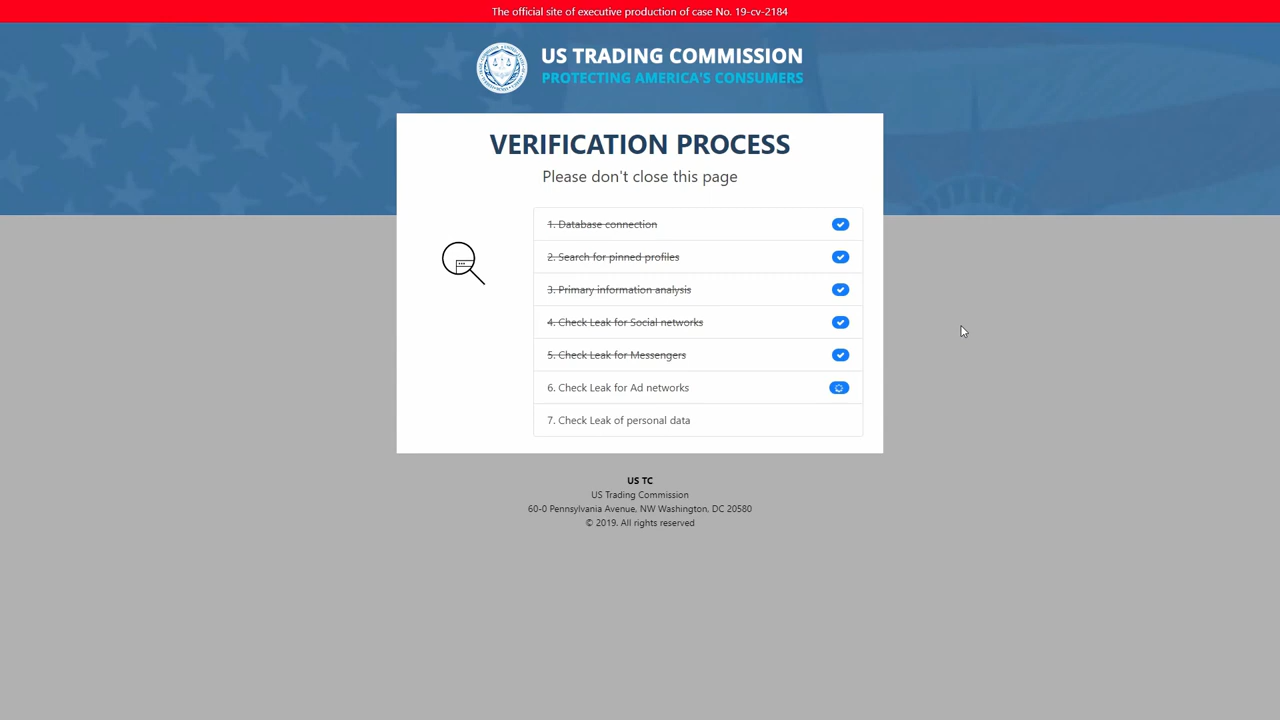 The official site of executive production of case No. 19-cv-2184
US TRADING COMMISSION
PROTECTING AMERICA'S CONSUMERS
VERIFICATION PROCESS
Please don't close this page
1. Database connection
2. Search for pinned profiles
3. Primary information analysis
4. Check Leak for Social networks
5. Check Leak for Messengers
6. Check Leak for Ad networks
7. Check Leak of personal data
US TC
US Trading Commission
60-0 Pennsylvania Avenue, NW Washington, DC 20580
© 2019. All rights reserved